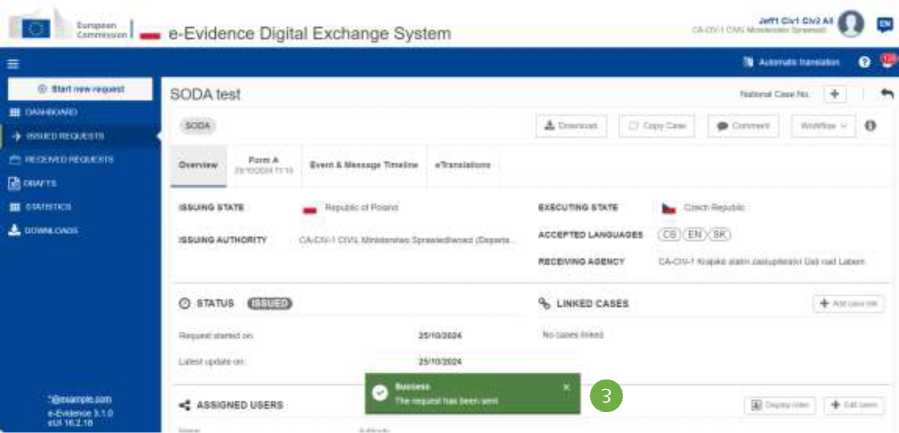 European
Commission
e-Evidence Digital Exchange System
Jeff1 Civ1 Civ2 All
EN
Automatic translation
Start new request
SODA test
National Case No.
DASHBOARD
SODA
Download
Copy Case
Comment
Workflow
ISSUED REQUESTS
RECEIVED REQUESTS
Overview
Form A
25/10/2024 11:16
Event & Message Timeline
eTranslations
DRAFTS
STATISTICS
DOWNLOADS
ISSUING STATE
Republic of Poland
EXECUTING STATE
Czech Republic
ISSUING AUTHORITY
CA-CIV-1 CIVIL Ministerstwo Sprawiedliwości (Departa...
ACCEPTED LANGUAGES
CS EN SK
RECEIVING AGENCY
CA-CIV-1 Krajské státní zastupitelství Ústí nad Labem
STATUS ISSUED
LINKED CASES
Add case link
Request started on:
25/10/2024
No cases linked
Latest update on:
25/10/2024
Success
The request has been sent
3
ASSIGNED USERS
Display roles
Edit users
*@example.com
e-Evidence 3.1.0
eUI 16.2.18
Name
Authority